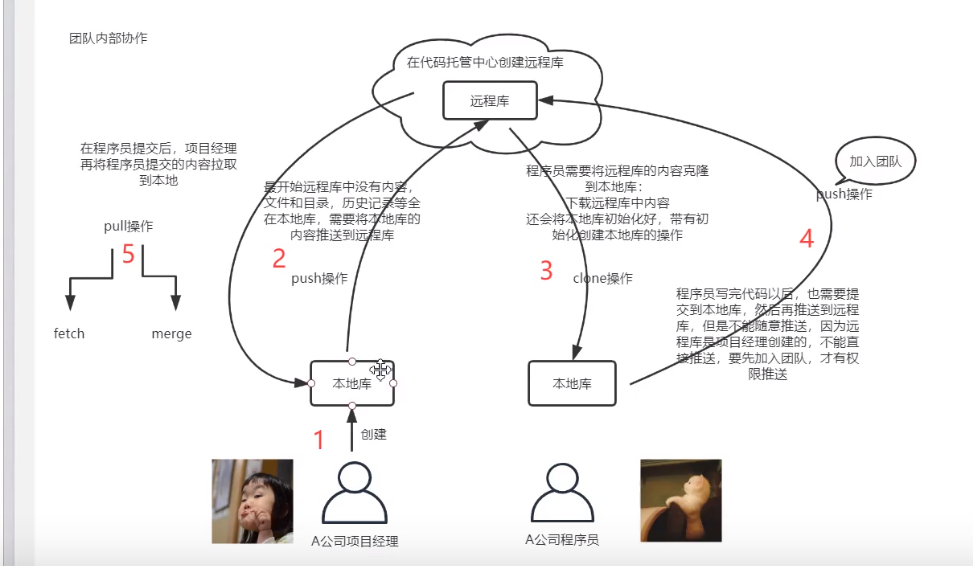 团队内部协作
在代码托管中心创建远程库
远程库
在程序员提交后，项目经理
再将程序员提交的内容拉取
到本地
pull操作
5
fetch
merge
最开始远程库中没有内容，
文件和目录，历史记录等全
在本地库，需要将本地库的
内容推送到远程库
2
push操作
程序员需要将远程库的内容克隆
到本地库：
下载远程库中内容
还会将本地库初始化好，带有初
始化创建本地库的操作
3
clone操作
加入团队
push操作
4
程序员写完代码以后，也需要提
交到本地库，然后再推送到远程
库，但是不能随意推送，因为远
程库是项目经理创建的，不能直
接推送，要先加入团队，才有权
限推送
本地库
本地库
1
创建
A公司项目经理
A公司程序员